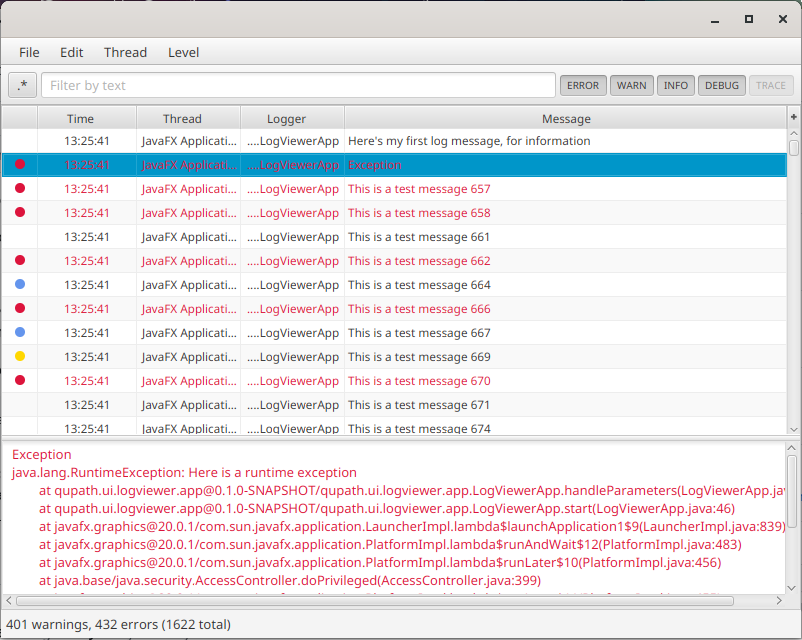 File Edit Thread Level
.* Filter by text ERROR WARN INFO DEBUG TRACE
Time Thread Logger Message +
13:25:41 JavaFX Applicati... ....LogViewerApp Here's my first log message, for information
13:25:41 JavaFX Applicati... ....LogViewerApp Exception
13:25:41 JavaFX Applicati... ....LogViewerApp This is a test message 657
13:25:41 JavaFX Applicati... ....LogViewerApp This is a test message 658
13:25:41 JavaFX Applicati... ....LogViewerApp This is a test message 661
13:25:41 JavaFX Applicati... ....LogViewerApp This is a test message 662
13:25:41 JavaFX Applicati... ....LogViewerApp This is a test message 664
13:25:41 JavaFX Applicati... ....LogViewerApp This is a test message 666
13:25:41 JavaFX Applicati... ....LogViewerApp This is a test message 667
13:25:41 JavaFX Applicati... ....LogViewerApp This is a test message 669
13:25:41 JavaFX Applicati... ....LogViewerApp This is a test message 670
13:25:41 JavaFX Applicati... ....LogViewerApp This is a test message 671
13:25:41 JavaFX Applicati... ....LogViewerApp This is a test message 674
Exception
java.lang.RuntimeException: Here is a runtime exception
at qupath.ui.logviewer.app@0.1.0-SNAPSHOT/qupath.ui.logviewer.app.LogViewerApp.handleParameters(LogViewerApp.jav
at qupath.ui.logviewer.app@0.1.0-SNAPSHOT/qupath.ui.logviewer.app.LogViewerApp.start(LogViewerApp.java:46)
at javafx.graphics@20.0.1/com.sun.javafx.application.LauncherImpl.lambda$launchApplication1$9(LauncherImpl.java:839)
at javafx.graphics@20.0.1/com.sun.javafx.application.PlatformImpl.lambda$runAndWait$12(PlatformImpl.java:483)
at javafx.graphics@20.0.1/com.sun.javafx.application.PlatformImpl.lambda$runLater$10(PlatformImpl.java:456)
at java.base/java.security.AccessController.doPrivileged(AccessController.java:399)
401 warnings, 432 errors (1622 total)